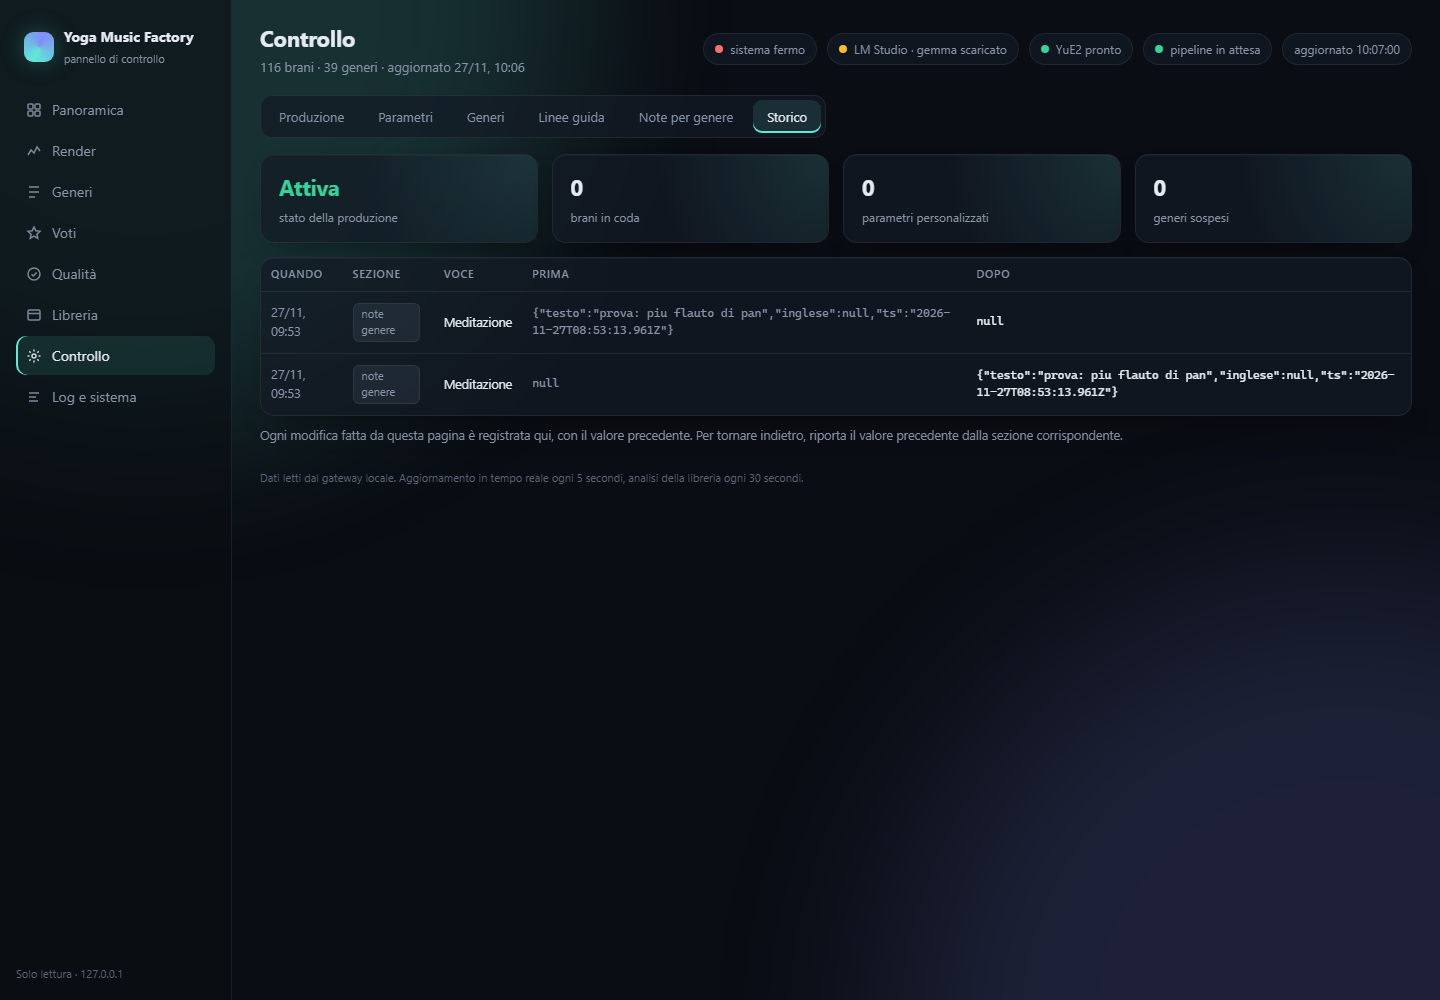 Yoga Music Factory
pannello di controllo
Panoramica
Render
Generi
Voti
Qualità
Libreria
Controllo
Log e sistema
Solo lettura · 127.0.0.1
Controllo
116 brani · 39 generi · aggiornato 27/11, 10:06
sistema fermo
LM Studio · gemma scaricato
YuE2 pronto
pipeline in attesa
aggiornato 10:07:00
Produzione
Parametri
Generi
Linee guida
Note per genere
Storico
Attiva
stato della produzione
0
brani in coda
0
parametri personalizzati
0
generi sospesi
QUANDO SEZIONE VOCE PRIMA DOPO
27/11,
09:53
note
genere
Meditazione
{"testo":"prova: piu flauto di pan","inglese":null,"ts":"2026-
11-27T08:53:13.961Z"}
null
27/11,
09:53
note
genere
Meditazione
null
{"testo":"prova: piu flauto di pan","inglese":null,"ts":"2026-
11-27T08:53:13.961Z"}
Ogni modifica fatta da questa pagina è registrata qui, con il valore precedente. Per tornare indietro, riporta il valore precedente dalla sezione corrispondente.
Dati letti dal gateway locale. Aggiornamento in tempo reale ogni 5 secondi, analisi della libreria ogni 30 secondi.